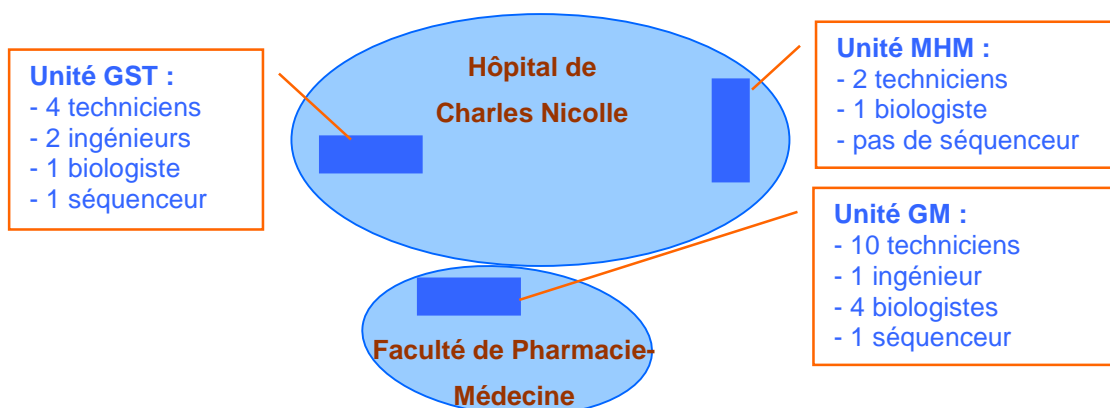 Unité GST :
- 4 techniciens
- 2 ingénieurs
- 1 biologiste
- 1 séquenceur
Hôpital de
Charles Nicolle
Unité MHM :
- 2 techniciens
- 1 biologiste
- pas de séquenceur
Unité GM :
- 10 techniciens
- 1 ingénieur
- 4 biologistes
- 1 séquenceur
Faculté de Pharmacie-
Médecine